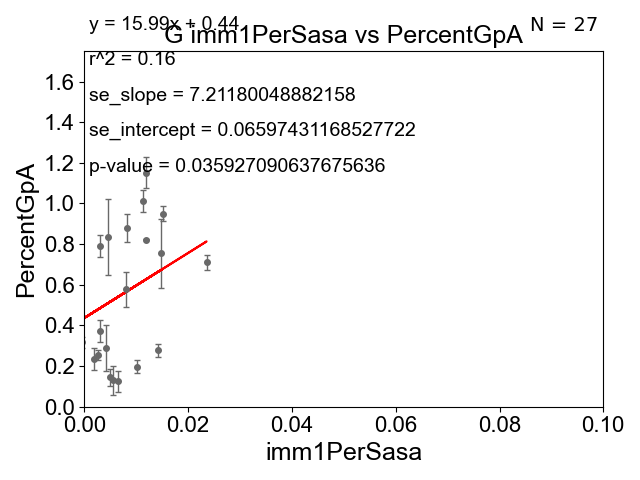 y = 15.99x + 0.44
N = 27
G imm1PerSasa vs PercentGpA
r^2 = 0.16
se_slope = 7.21180048882158
se_intercept = 0.06597431168527722
p-value = 0.035927090637675636
PercentGpA
1.6
1.4
1.2
1.0
0.8
0.6
0.4
0.2
0.0
0.00 0.02 0.04 0.06 0.08 0.10
imm1PerSasa